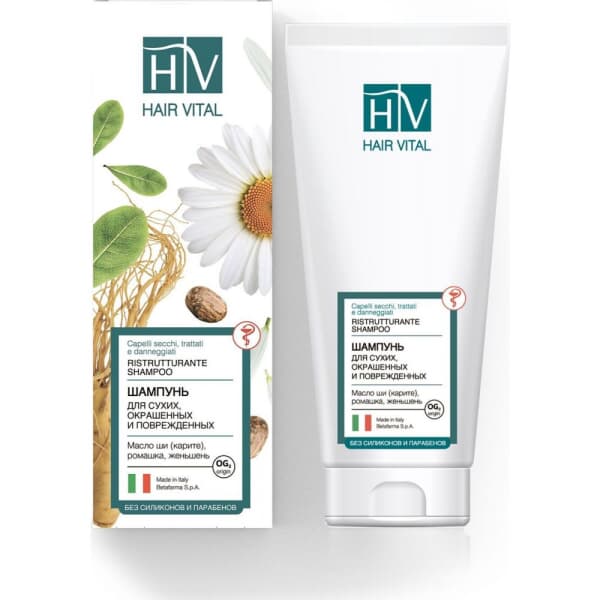 HV
HAIR VITAL
Capelli secchi, trattati
e danneggiati
RISTRUTTURANTE
SHAMPOO
ШАМПУНЬ
ДЛЯ СУХИХ,
ОКРАШЕННЫХ
И ПОВРЕЖДЕННЫХ
Масло ши (карите),
ромашка, женьшень
OG₂
origin
Made in Italy
Betafarma S.p.A.
БЕЗ СИЛИКОНОВ И ПАРАБЕНОВ
HV
HAIR VITAL
Capelli secchi, trattati
e danneggiati
RISTRUTTURANTE
SHAMPOO
ШАМПУНЬ
ДЛЯ СУХИХ,
ОКРАШЕННЫХ
И ПОВРЕЖДЕННЫХ
Масло ши (карите),
ромашка, женьшень
Made in Italy
Betafarma S.p.A.
БЕЗ СИЛИКОНОВ И ПАРАБЕНОВ